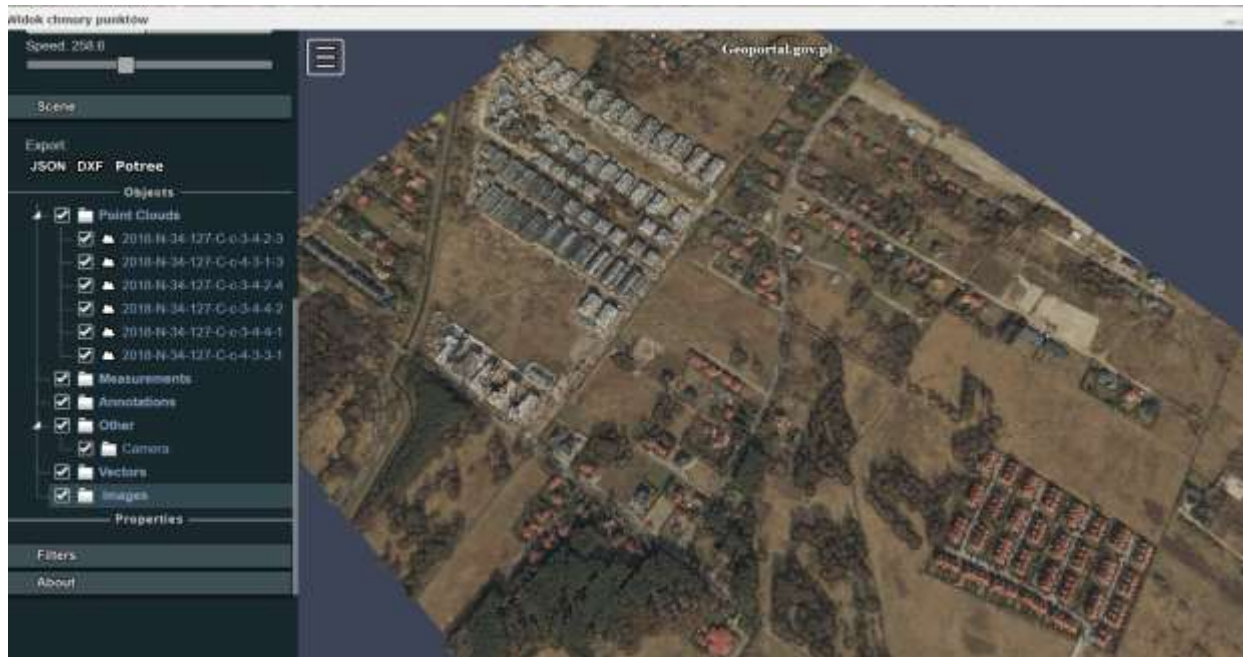 Widok chmury punktów
Speed: 258.0
Geoportal.gov.pl
Scene
Export
JSON DXF Potree
Objects
Point Clouds
2018-N-34-127-C-c-3-4-2-3
2018-N-34-127-C-c-4-3-1-3
2018-N-34-127-C-c-3-4-2-4
2018-N-34-127-C-c-3-4-4-2
2018-N-34-127-C-c-3-4-4-1
2018-N-34-127-C-c-4-3-3-1
Measurements
Annotations
Other
Camera
Vectors
Images
Properties
Filters
About